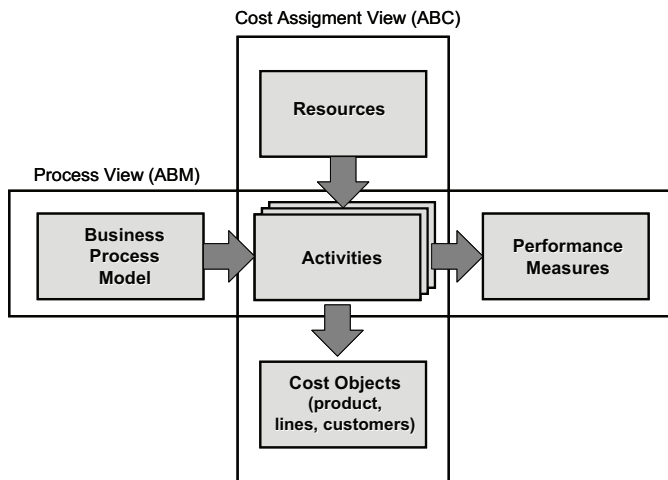 Cost Assigment View (ABC)
Resources
Process View (ABM)
Business
Process
Model
Activities
Performance
Measures
Cost Objects
(product,
lines, customers)